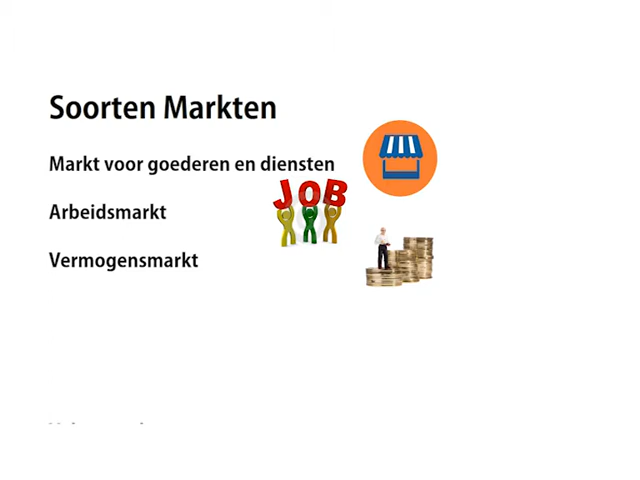 Soorten Markten
Markt voor goederen en diensten
JOB
Arbeidsmarkt
Vermogensmarkt